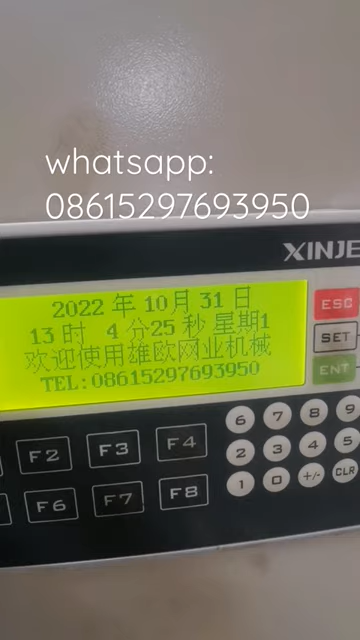 whatsapp:
08615297693950
XINJE
2022 年 10月 31 日
13 时 4 分25 秒 星期1
欢迎使用雄欧网业机械
TEL:08615297693950
ESC
SET
ENT
6 7 8 9
2 3 4 5
1 0 +/- CLR
F2 F3 F4
F6 F7 F8